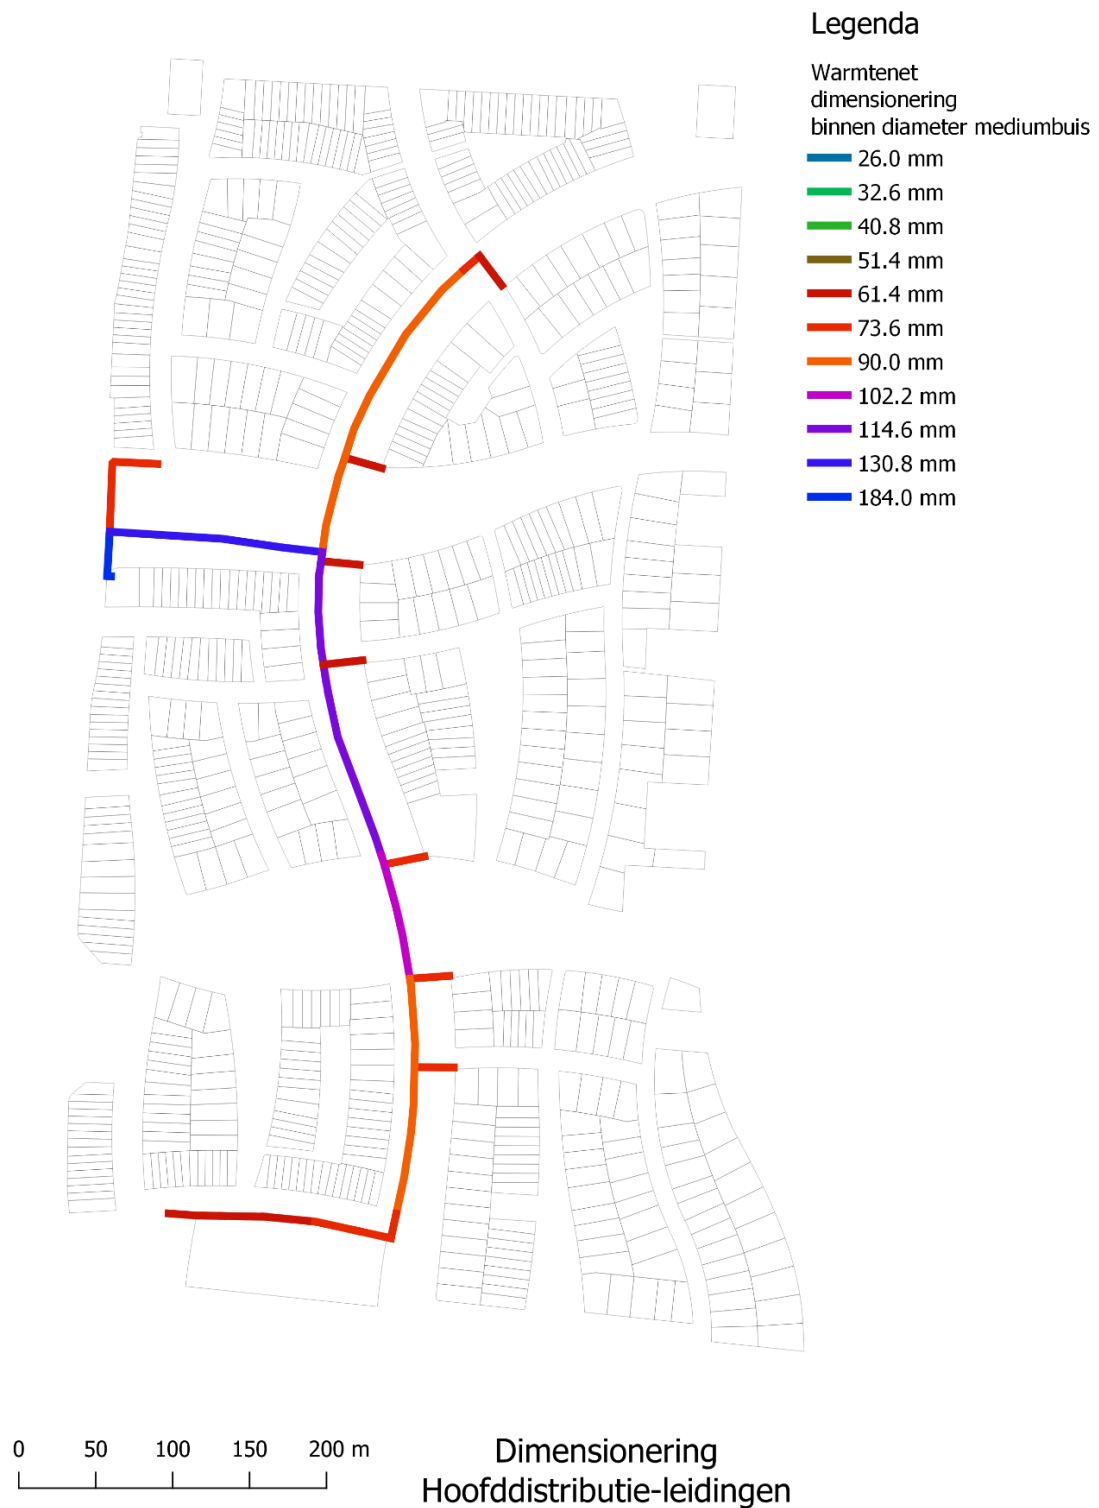 Legenda
Warmtenet
dimensionering
binnen diameter mediumbuis
26.0 mm
32.6 mm
40.8 mm
51.4 mm
61.4 mm
73.6 mm
90.0 mm
102.2 mm
114.6 mm
130.8 mm
184.0 mm
0 50 100 150 200 m
Dimensionering
Hoofddistributie-leidingen